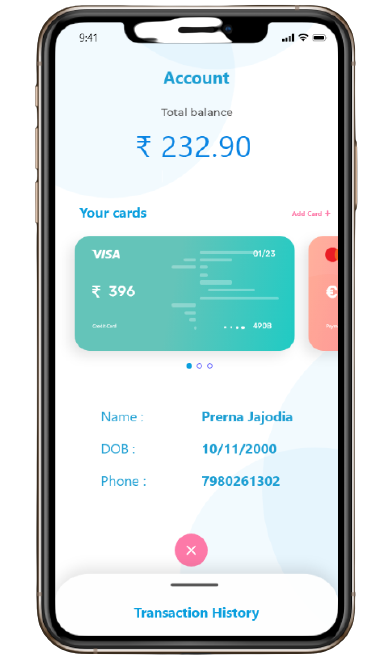 9:41
Account
Total balance
₹ 232.90
Your cards
Add Card +
VISA
01/23
₹ 396
Credit Card
.... 4908
Name :
Prerna Jajodia
DOB :
10/11/2000
Phone :
7980261302
Transaction History